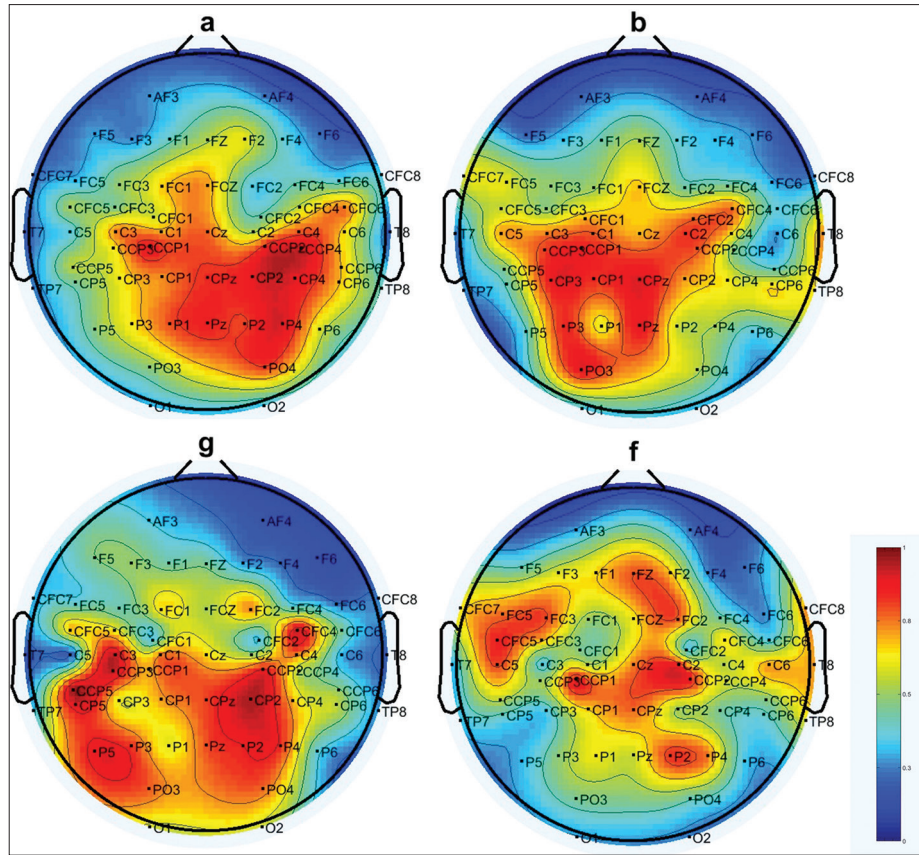 a b
AF3 AF4 AF3 AF4
F5 F3 F1 FZ F2 F4 F6 F5 F3 F1 FZ F2 F4 F6
CFC7 FC5 FC3 FC1 FCZ FC2 FC4 FC6 CFC8 CFC7 FC5 FC3 FC1 FCZ FC2 FC4 FC6 CFC8
CFC5 CFC3 CFC1 CFC2 CFC4 CFC6 CFC5 CFC3 CFC1 CFC2 CFC4 CFC6
T7 C5 C3 C1 Cz C2 C4 C6 T8 T7 C5 C3 C1 Cz C2 C4 C6 T8
CCP3 CCP1 CCP2 CCP4 CCP3 CCP1 CCP2 CCP4
CCP5 CCP6 CCP5 CCP6
TP7 CP5 CP3 CP1 CPz CP2 CP4 CP6 TP8 TP7 CP5 CP3 CP1 CPz CP2 CP4 CP6 TP8
P5 P3 P1 Pz P2 P4 P6 P5 P3 P1 Pz P2 P4 P6
PO3 PO4 PO3 PO4
O1 O2 O1 O2
g f
AF3 AF4 AF3 AF4
F5 F3 F1 FZ F2 F4 F6 F5 F3 F1 FZ F2 F4 F6
CFC7 FC5 FC3 FC1 FCZ FC2 FC4 FC6 CFC8 CFC7 FC5 FC1 FCZ FC2 FC4 FC6 CFC8
CFC5 CFC3 CFC1 CFC2 CFC4 CFC6 CFC5 CFC3 CFC1 CFC2 CFC4 CFC6
T7 C5 C3 C1 Cz C2 C4 C6 T8 T7 C5 C3 C1 Cz C2 C4 C6 T8
CCP3 CCP1 CCP2 CCP4 CCP3 CCP1 CCP2 CCP4
CCP5 CCP6 CCP6
TP7 CP5 CP3 CP1 CPz CP2 CP4 CP6 TP8 TP7 CCP5 CP5 CP3 CP1 CPz CP2 CP4 CP6 TP8
P5 P3 P1 Pz P2 P4 P6 P5 P3 P1 Pz P2 P4 P6
PO3 PO4 PO3 PO4
O1 O2 O1 O2
1
0.8
0.3
0